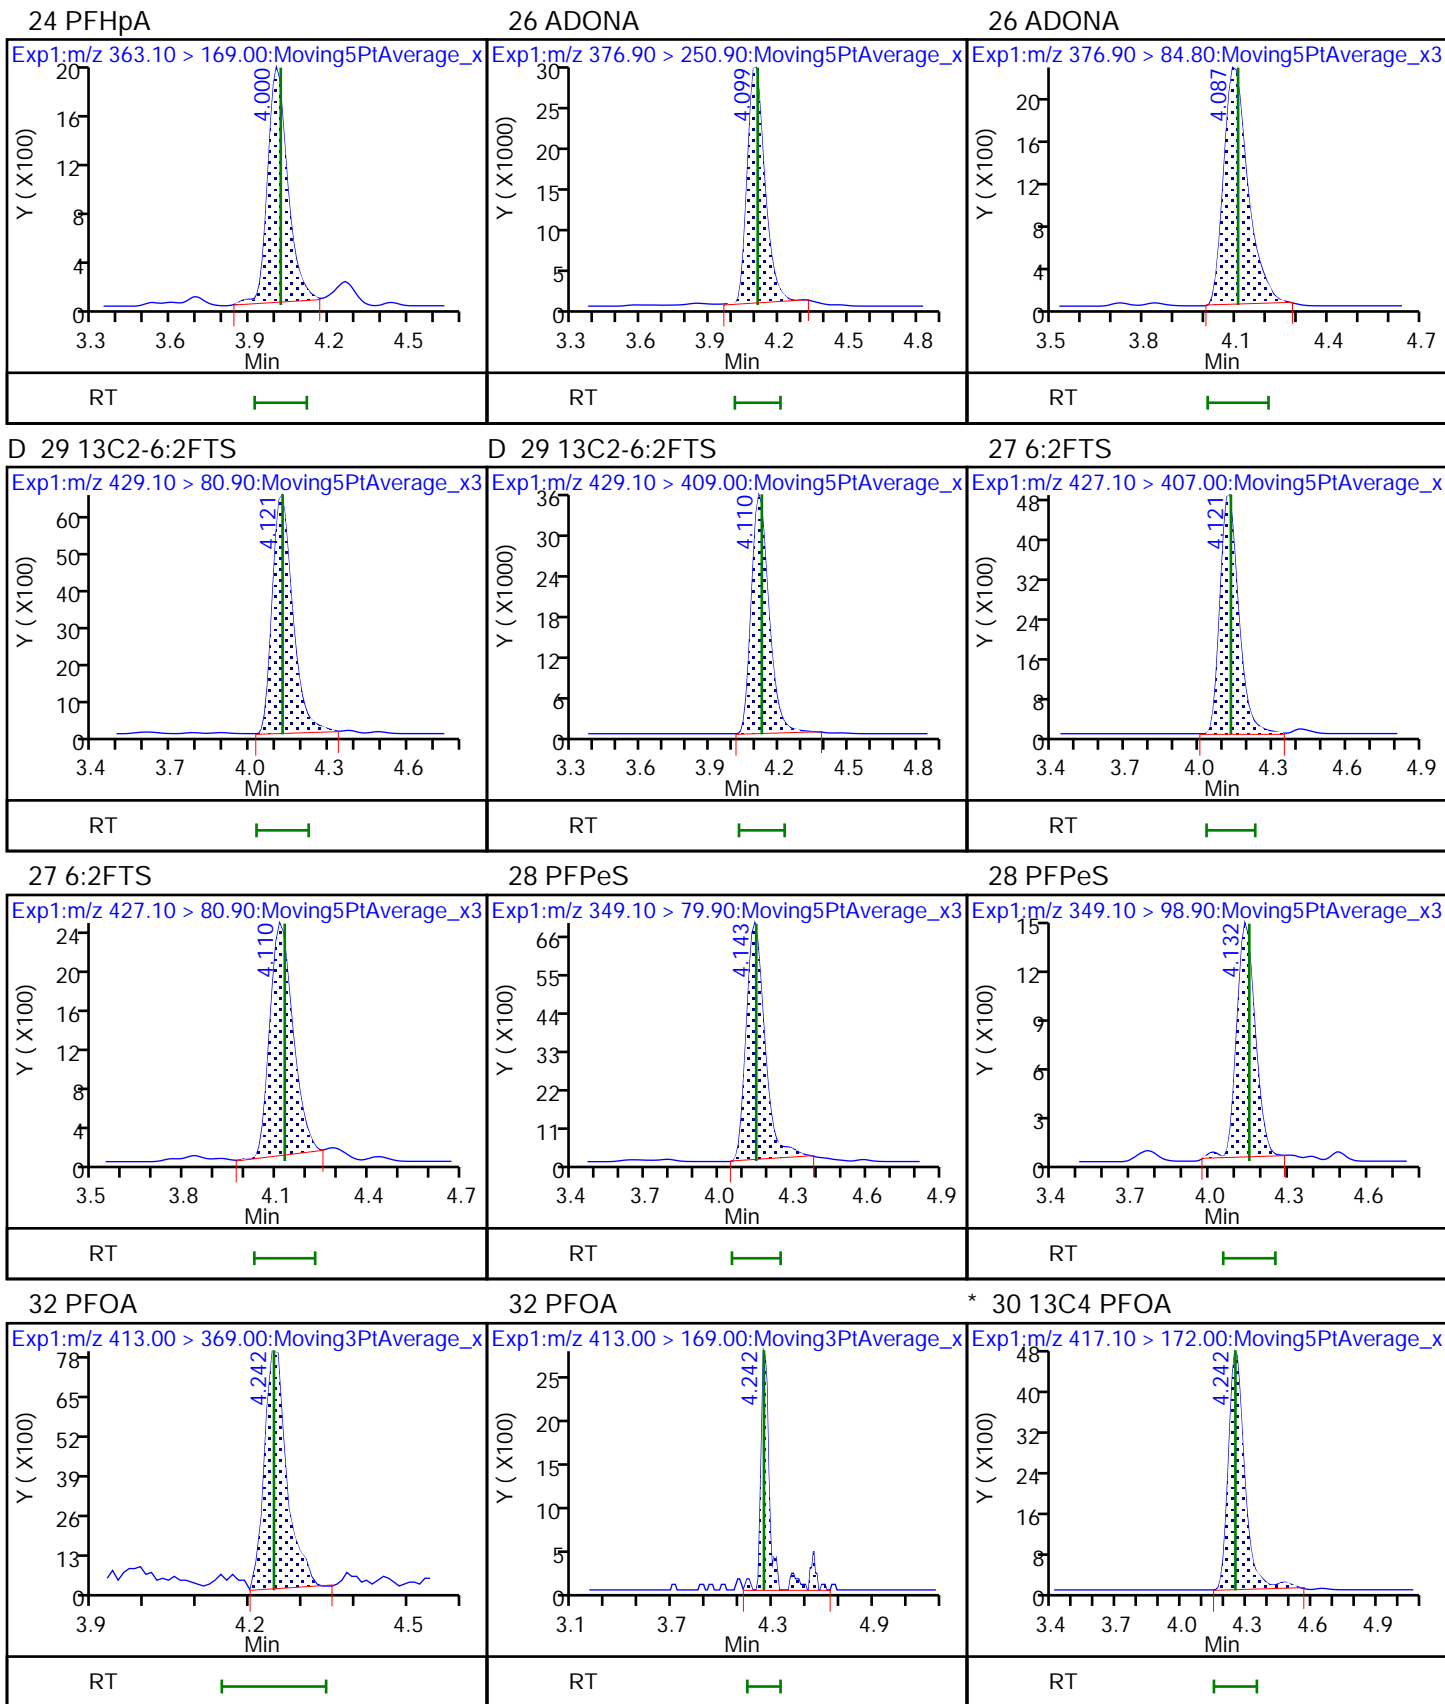 24 PFHpA
26 ADONA
26 ADONA
Exp1:m/z 363.10 > 169.00:Moving5PtAverage_x
Exp1:m/z 376.90 > 250.90:Moving5PtAverage_x
Exp1:m/z 376.90 > 84.80:Moving5PtAverage_x3
4.000
4.099
4.087
Y ( X100)
Y ( X1000)
Y ( X100)
20
16
12
8
4
0
30
25
20
15
10
5
0
20
16
12
8
4
0
3.3 3.6 3.9 4.2 4.5
3.3 3.6 3.9 4.2 4.5 4.8
3.5 3.8 4.1 4.4 4.7
Min
Min
Min
RT
RT
RT
D 29 13C2-6:2FTS
D 29 13C2-6:2FTS
27 6:2FTS
Exp1:m/z 429.10 > 80.90:Moving5PtAverage_x3
Exp1:m/z 429.10 > 409.00:Moving5PtAverage_x
Exp1:m/z 427.10 > 407.00:Moving5PtAverage_x
4.121
4.110
4.121
Y ( X100)
Y ( X1000)
Y ( X100)
60
50
40
30
20
10
0
36
30
24
18
12
6
0
48
40
32
24
16
8
0
3.4 3.7 4.0 4.3 4.6
3.3 3.6 3.9 4.2 4.5 4.8
3.4 3.7 4.0 4.3 4.6 4.9
Min
Min
Min
RT
RT
RT
27 6:2FTS
28 PFPeS
28 PFPeS
Exp1:m/z 427.10 > 80.90:Moving5PtAverage_x3
Exp1:m/z 349.10 > 79.90:Moving5PtAverage_x3
Exp1:m/z 349.10 > 98.90:Moving5PtAverage_x3
4.110
4.143
4.132
Y ( X100)
Y ( X100)
Y ( X100)
24
20
16
12
8
4
0
66
55
44
33
22
11
0
15
12
9
6
3
0
3.5 3.8 4.1 4.4 4.7
3.4 3.7 4.0 4.3 4.6 4.9
3.4 3.7 4.0 4.3 4.6
Min
Min
Min
RT
RT
RT
32 PFOA
32 PFOA
* 30 13C4 PFOA
Exp1:m/z 413.00 > 369.00:Moving3PtAverage_x
Exp1:m/z 413.00 > 169.00:Moving3PtAverage_x
Exp1:m/z 417.10 > 172.00:Moving5PtAverage_x
4.242
4.242
4.242
Y ( X100)
Y ( X100)
Y ( X100)
78
65
52
39
26
13
0
25
20
15
10
5
0
48
40
32
24
16
8
0
3.9 4.2 4.5
3.1 3.7 4.3 4.9
3.4 3.7 4.0 4.3 4.6 4.9
Min
Min
Min
RT
RT
RT